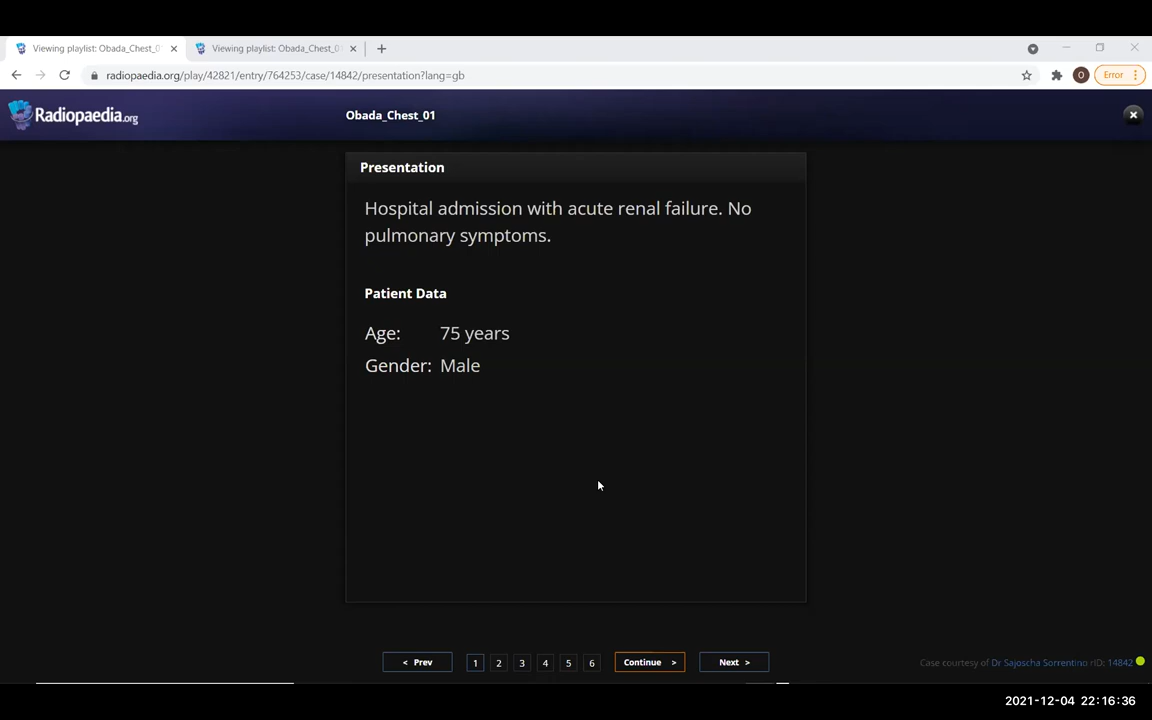 Viewing playlist: Obada_Chest_0
Viewing playlist: Obada_Chest_0
radiopaedia.org/play/42821/entry/764253/case/14842/presentation?lang=gb
O
Error
Radiopaedia.org
Obada_Chest_01
Presentation
Hospital admission with acute renal failure. No
pulmonary symptoms.
Patient Data
Age: 75 years
Gender: Male
< Prev 1 2 3 4 5 6 Continue > Next >
Case courtesy of Dr Sajoscha Sorrentino rID: 14842
2021-12-04 22:16:36